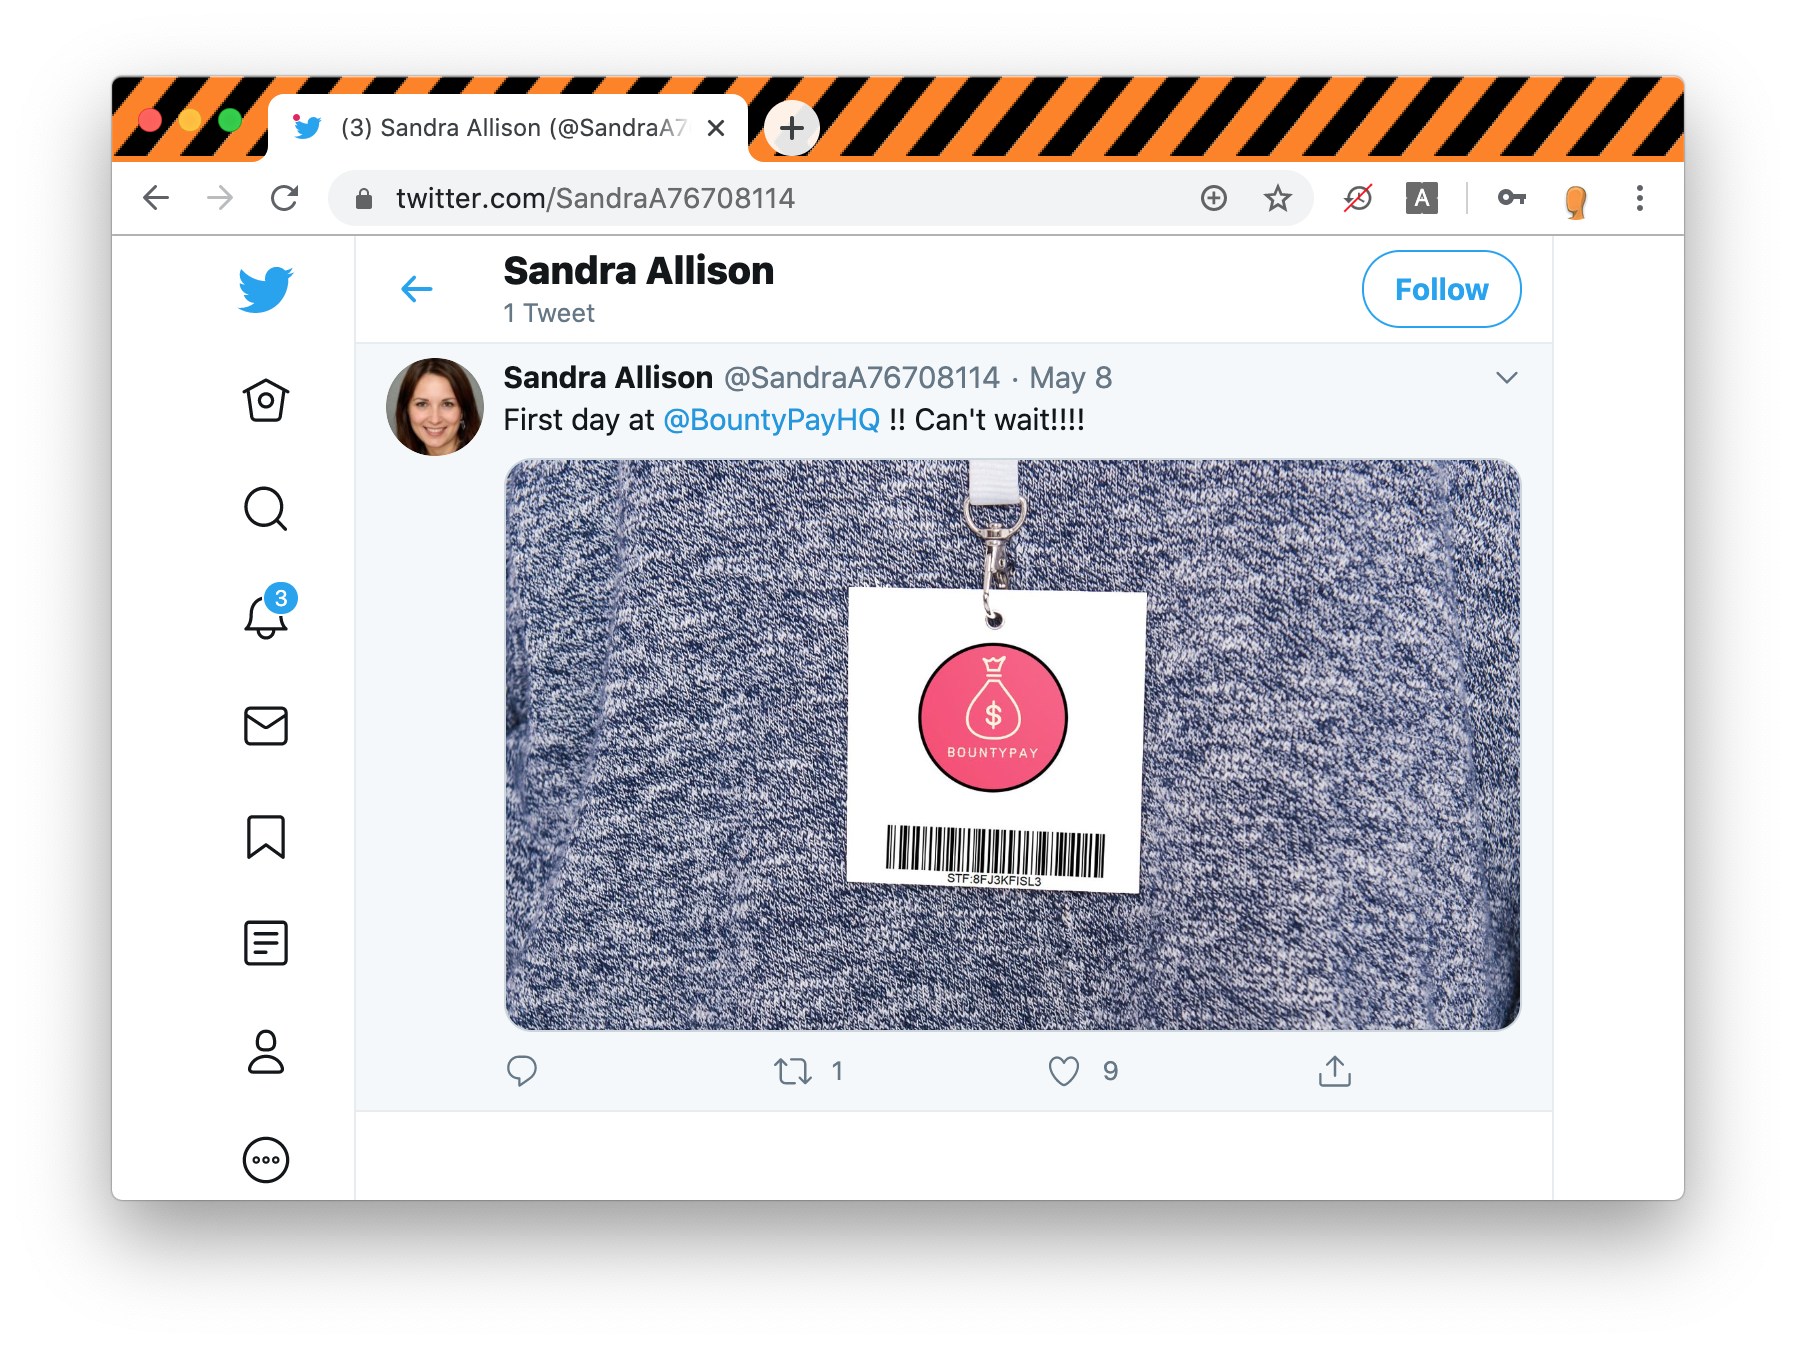 (3) Sandra Allison (@SandraA7
twitter.com/SandraA76708114
A
Sandra Allison
1 Tweet
Follow
Sandra Allison @SandraA76708114 · May 8
First day at @BountyPayHQ !! Can't wait!!!!
3
$
BOUNTYPAY
STF:8FJ3KFISL3
1
9